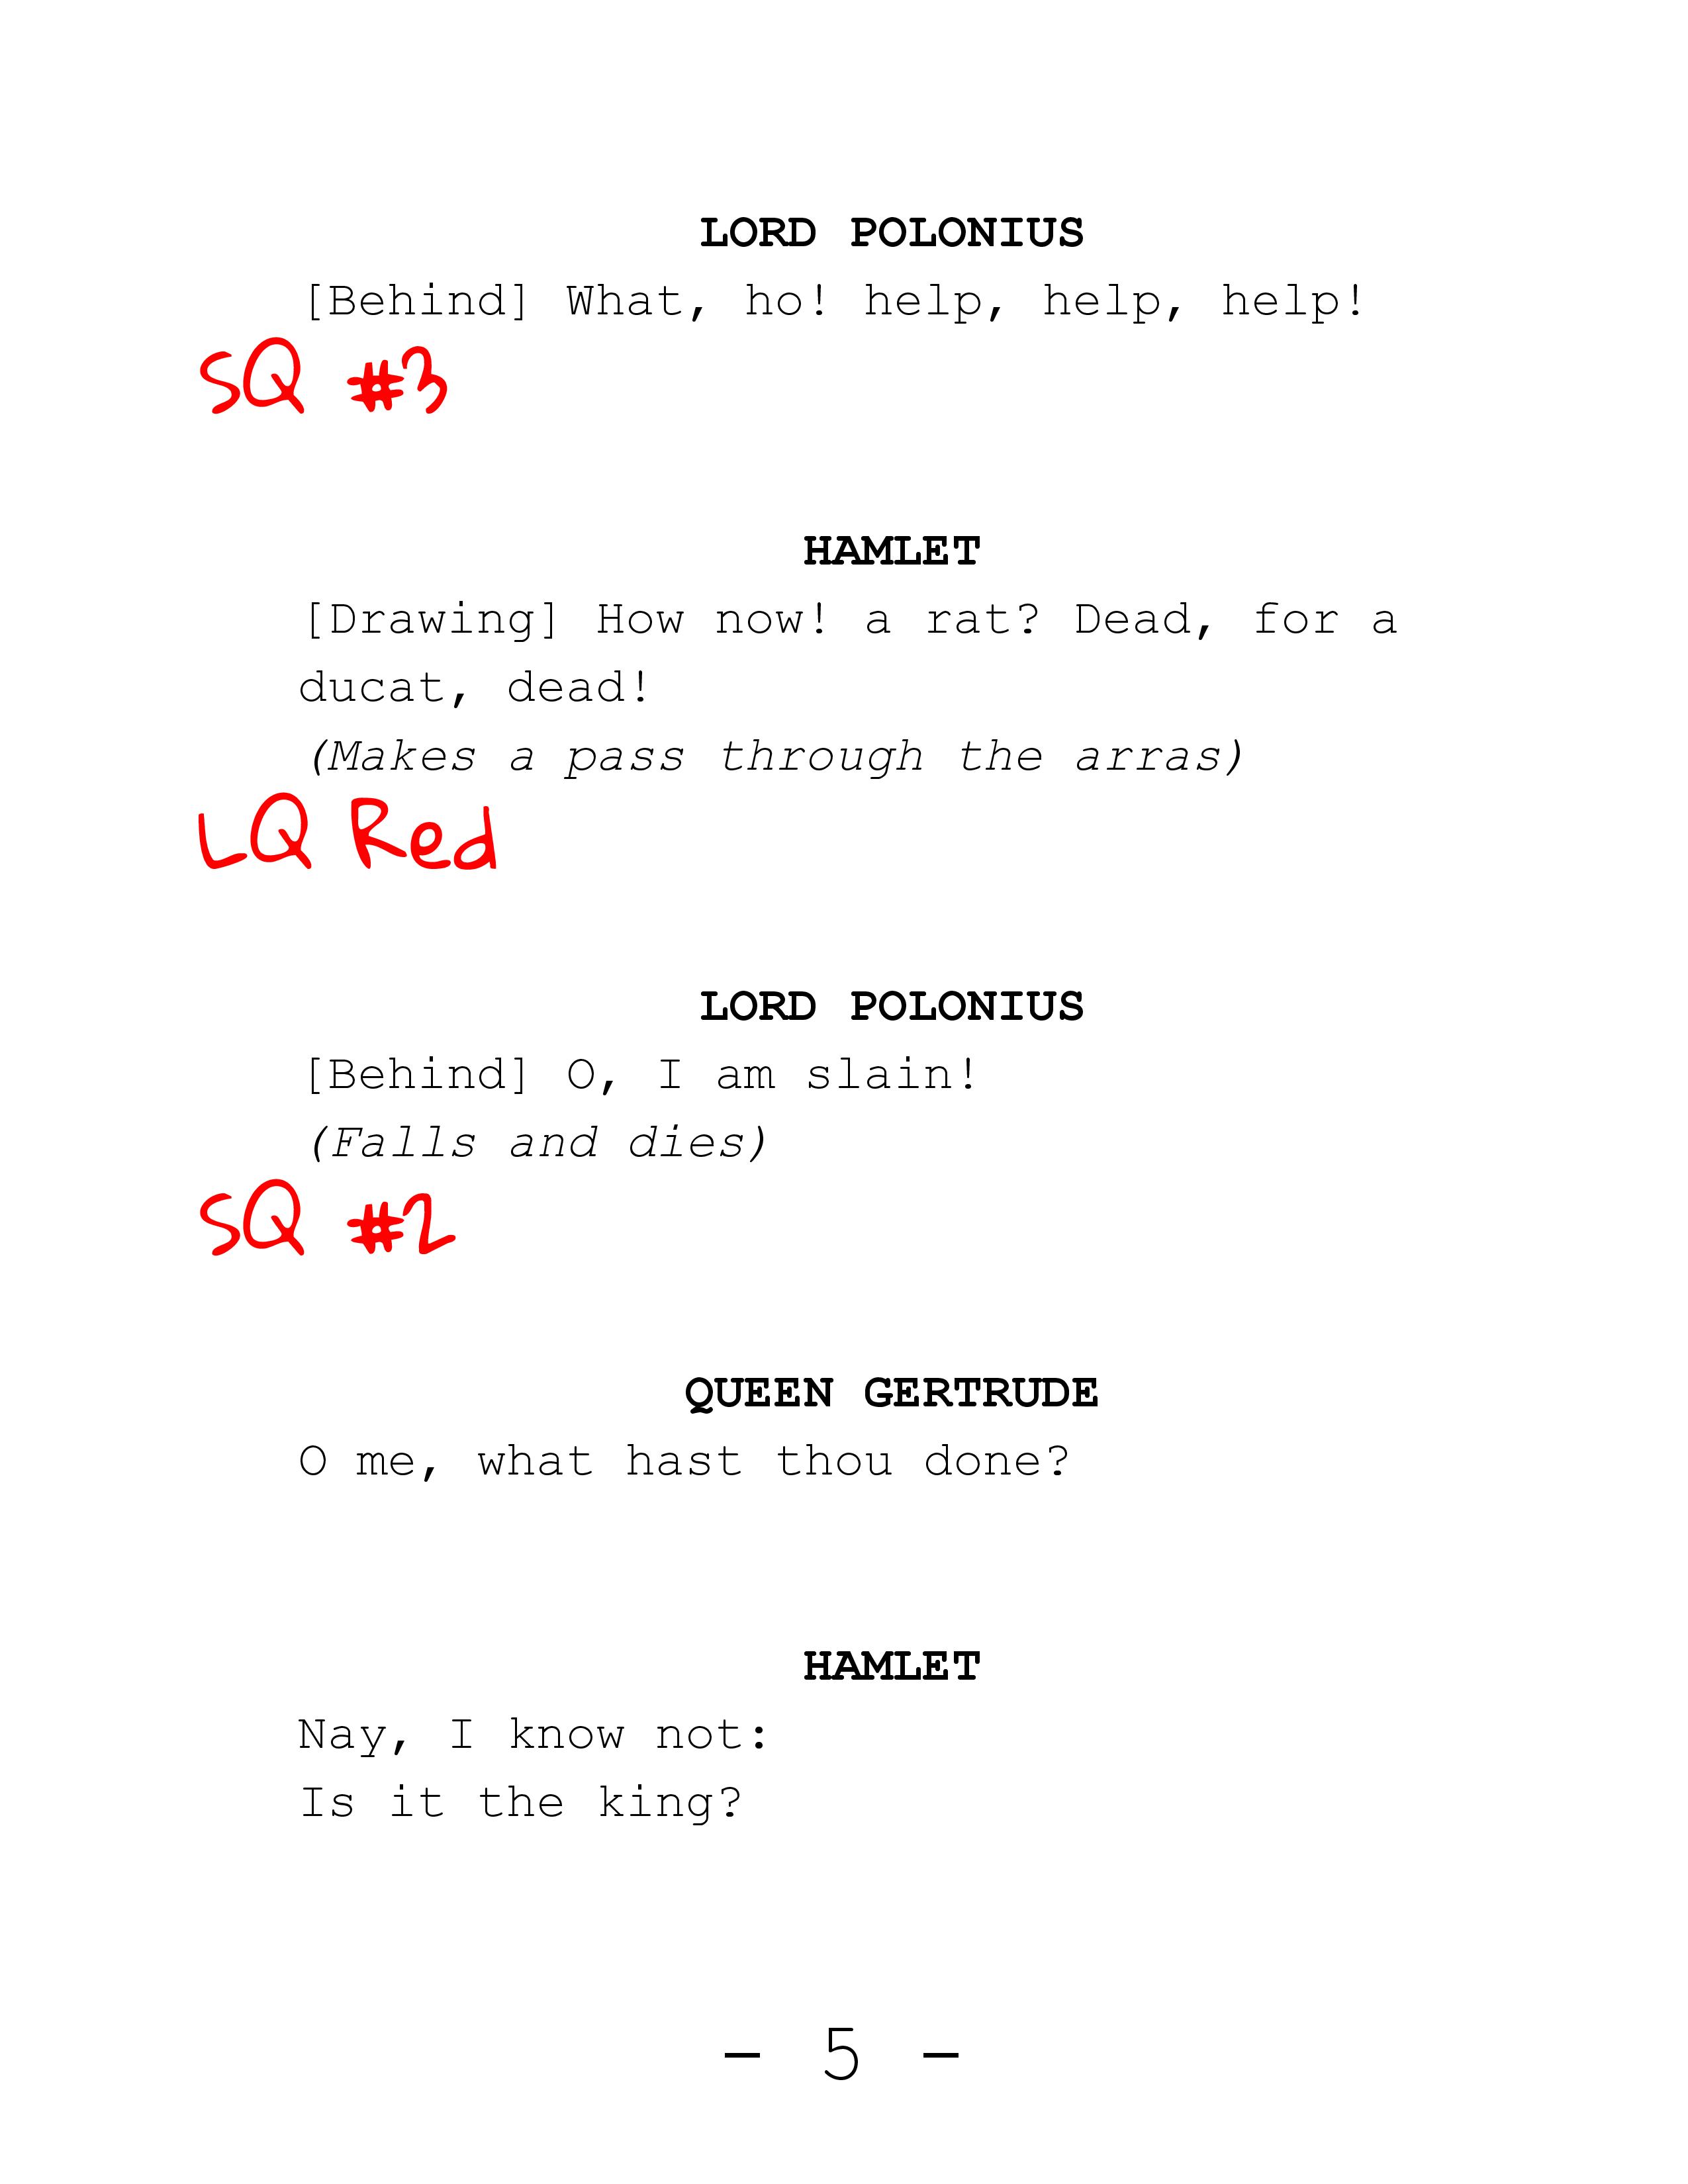 LORD POLONIUS
[Behind] What, ho! help, help, help!
SQ #3
HAMLET
[Drawing] How now! a rat? Dead, for a
ducat, dead!
(Makes a pass through the arras)
LQ Red
LORD POLONIUS
[Behind] O, I am slain!
(Falls and dies)
SQ #2
QUEEN GERTRUDE
O me, what hast thou done?
HAMLET
Nay, I know not:
Is it the king?
- 5 -